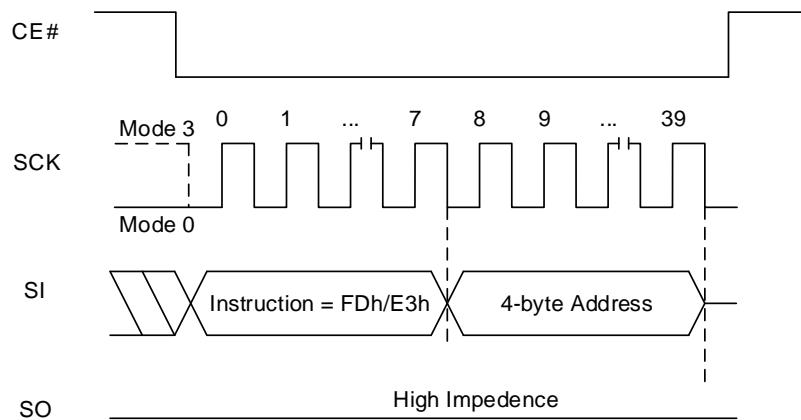 CE#
Mode 3
0 1 ... 7 8 9 ... 39
SCK
Mode 0
SI
Instruction = FDh/E3h
4-byte Address
High Impedence
SO